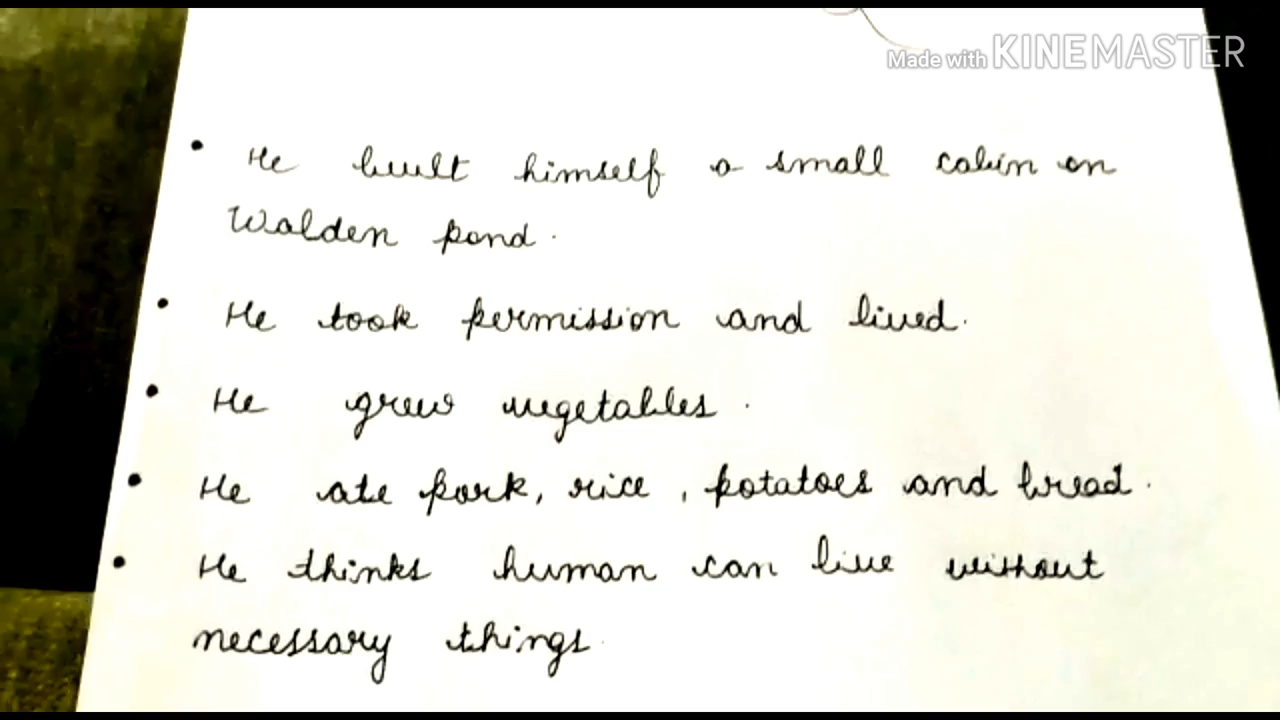 Made with KINEMASTER
• He built himself a small cabin on
Walden pond.
• He took permission and lived.
• He grew vegetables.
• He ate pork, rice, potatoes and bread.
• He thinks human can live without
necessary things.